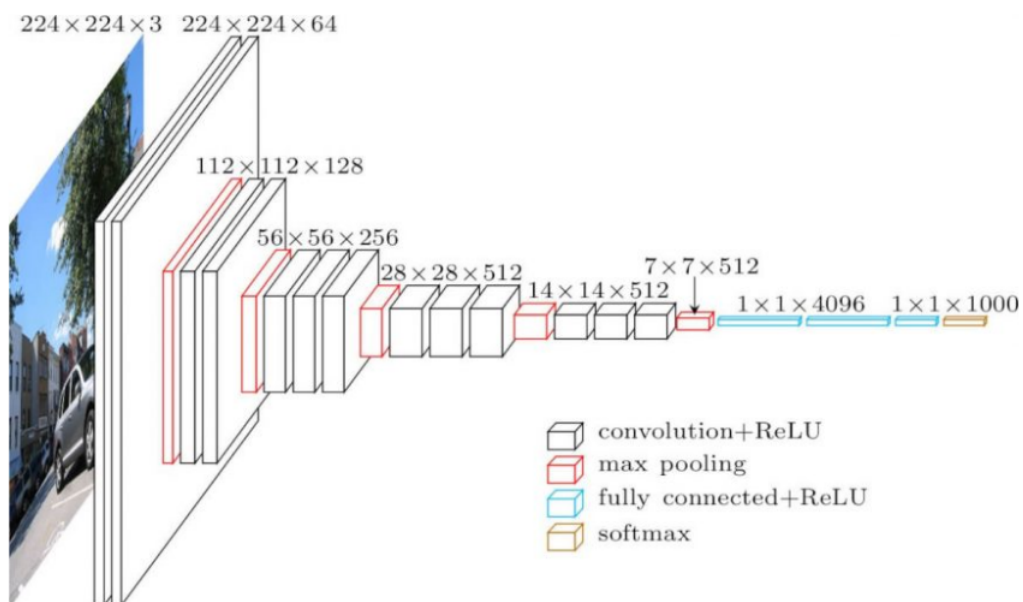 224 × 224 × 3
224 × 224 × 64
112 × 112 × 128
56 × 56 × 256
28 × 28 × 512
14 × 14 × 512
7 × 7 × 512
1 × 1 × 4096
1 × 1 × 1000
convolution+ReLU
max pooling
fully connected+ReLU
softmax